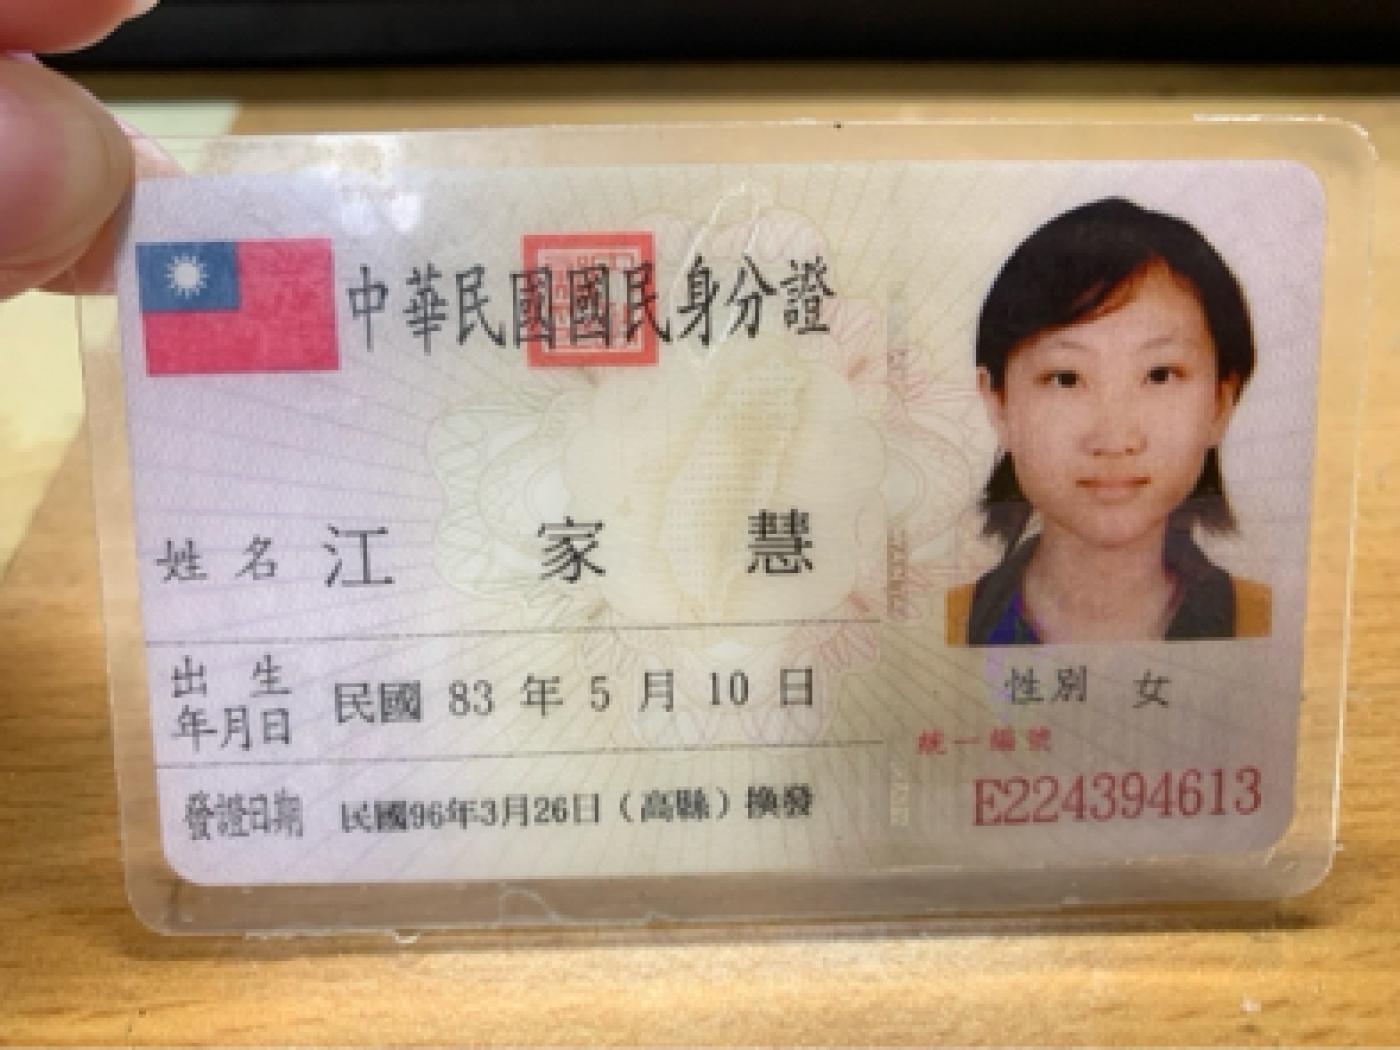 中華民國國民身分證
姓名 江家慧
出生年月日 民國 83 年 5 月 10 日
發證日期 民國96年3月26日（高縣）換發
性別 女
統一編號
E224394613